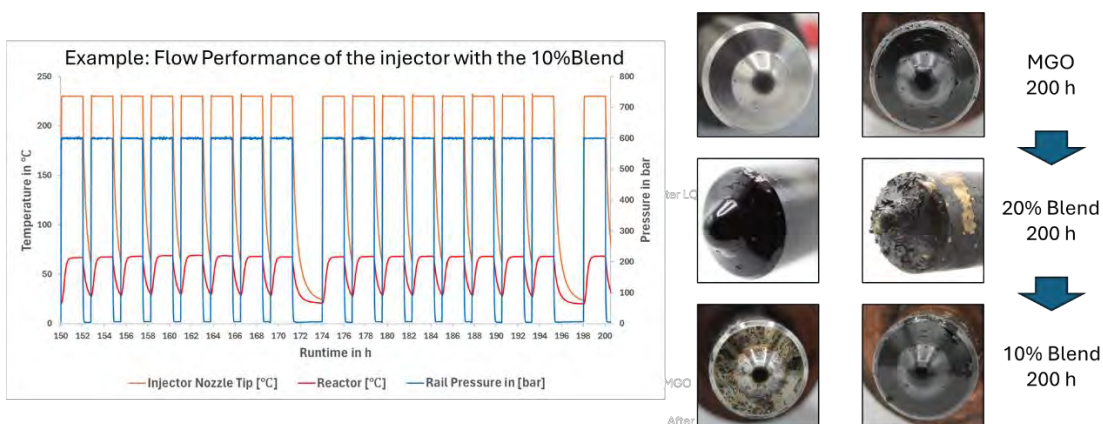 Example: Flow Performance of the injector with the 10%Blend
250
200
150
100
50
0
Temperature in °C
800
700
600
500
400
300
200
100
0
Pressure in bar
150 152 154 156 158 160 162 164 166 168 170 172 174 176 178 180 182 184 186 188 190 192 194 196 198 200
Runtime in h
Injector Nozzle Tip [°C] Reactor [°C] Rail Pressure in [bar]
MGO
200 h
20% Blend
200 h
10% Blend
200 h
ter LO
MGO
After